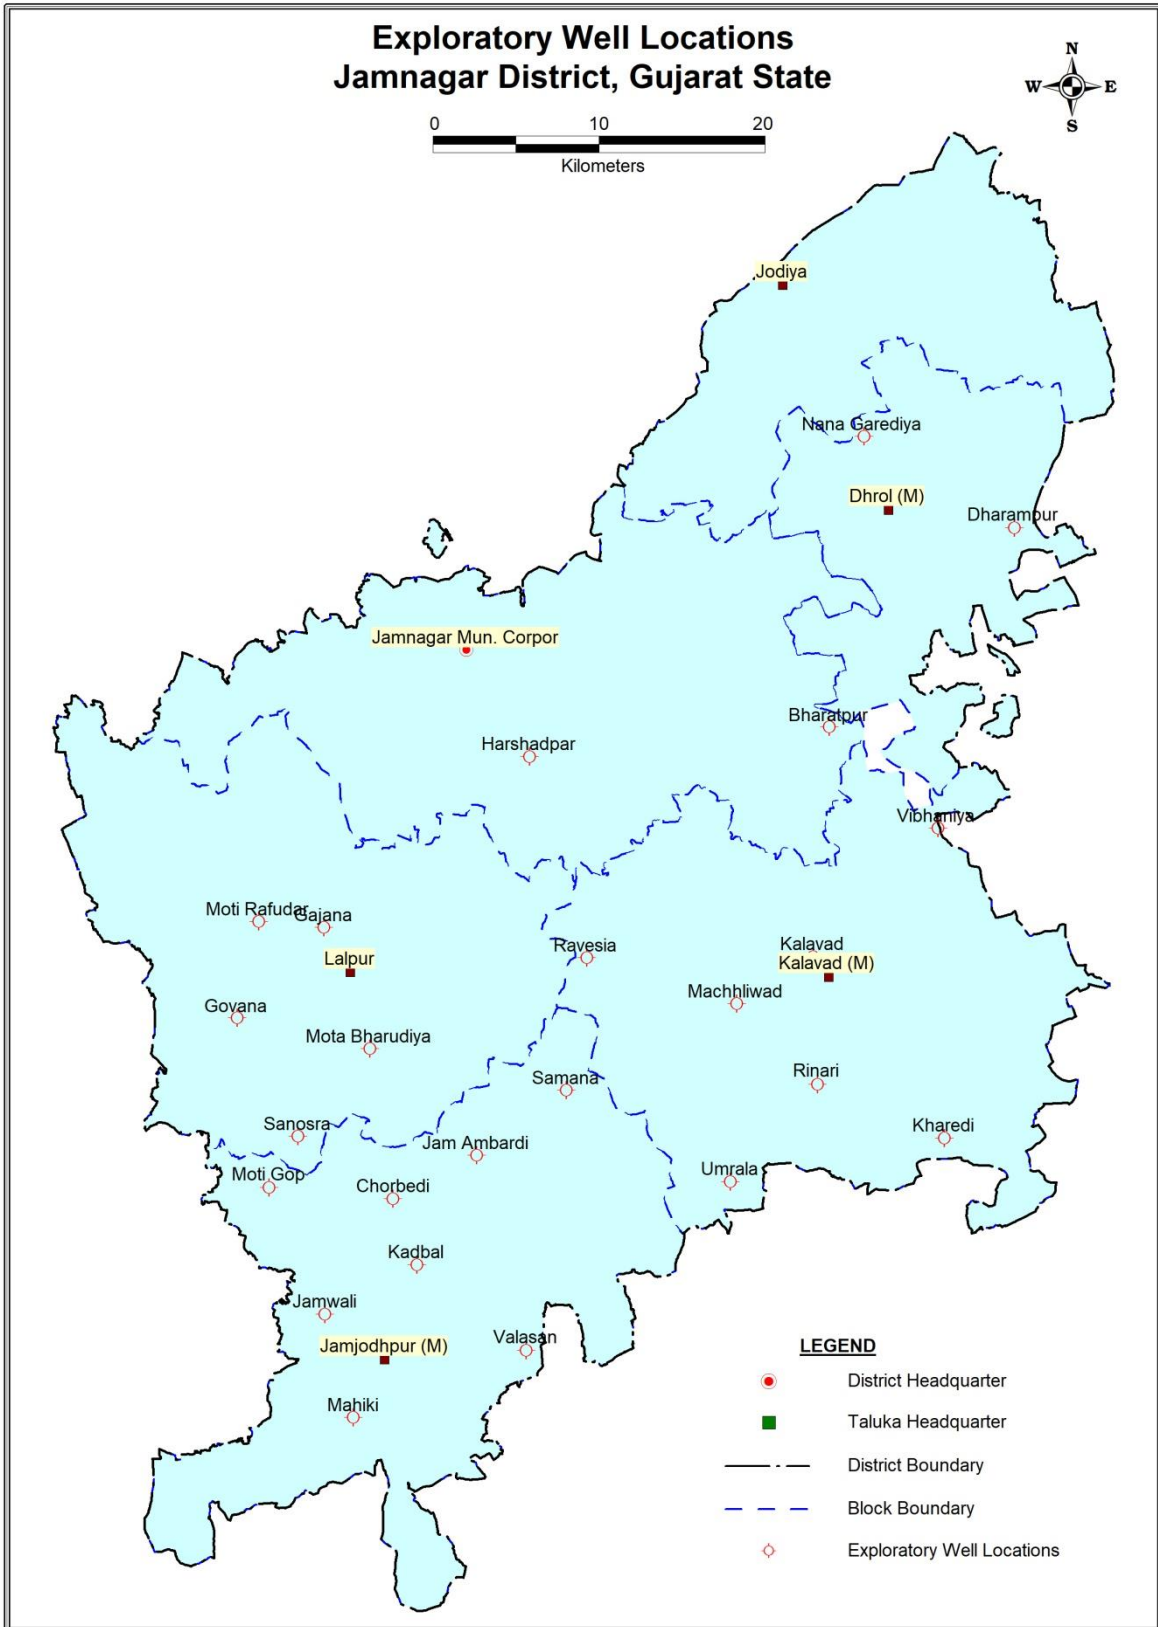 Exploratory Well Locations
Jamnagar District, Gujarat State
N
W E
S
0 10 20
Kilometers
Jodiya
Nana Garediya
Dhrol (M)
Dharampur
Jamnagar Mun. Corpor
Bharatpur
Harshadpar
Vibhaniya
Moti Rafudar
Gajana
Ravesia
Kalavad
Lalpur
Kalavad (M)
Machhliwad
Govana
Mota Bharudiya
Samana
Rinari
Sanosra
Kharedi
Jam Ambardi
Moti Gop
Umrala
Chorbedi
Kadbal
Jamwali
Valasan
Jamjodhpur (M)
Mahiki
LEGEND
District Headquarter
Taluka Headquarter
District Boundary
Block Boundary
Exploratory Well Locations